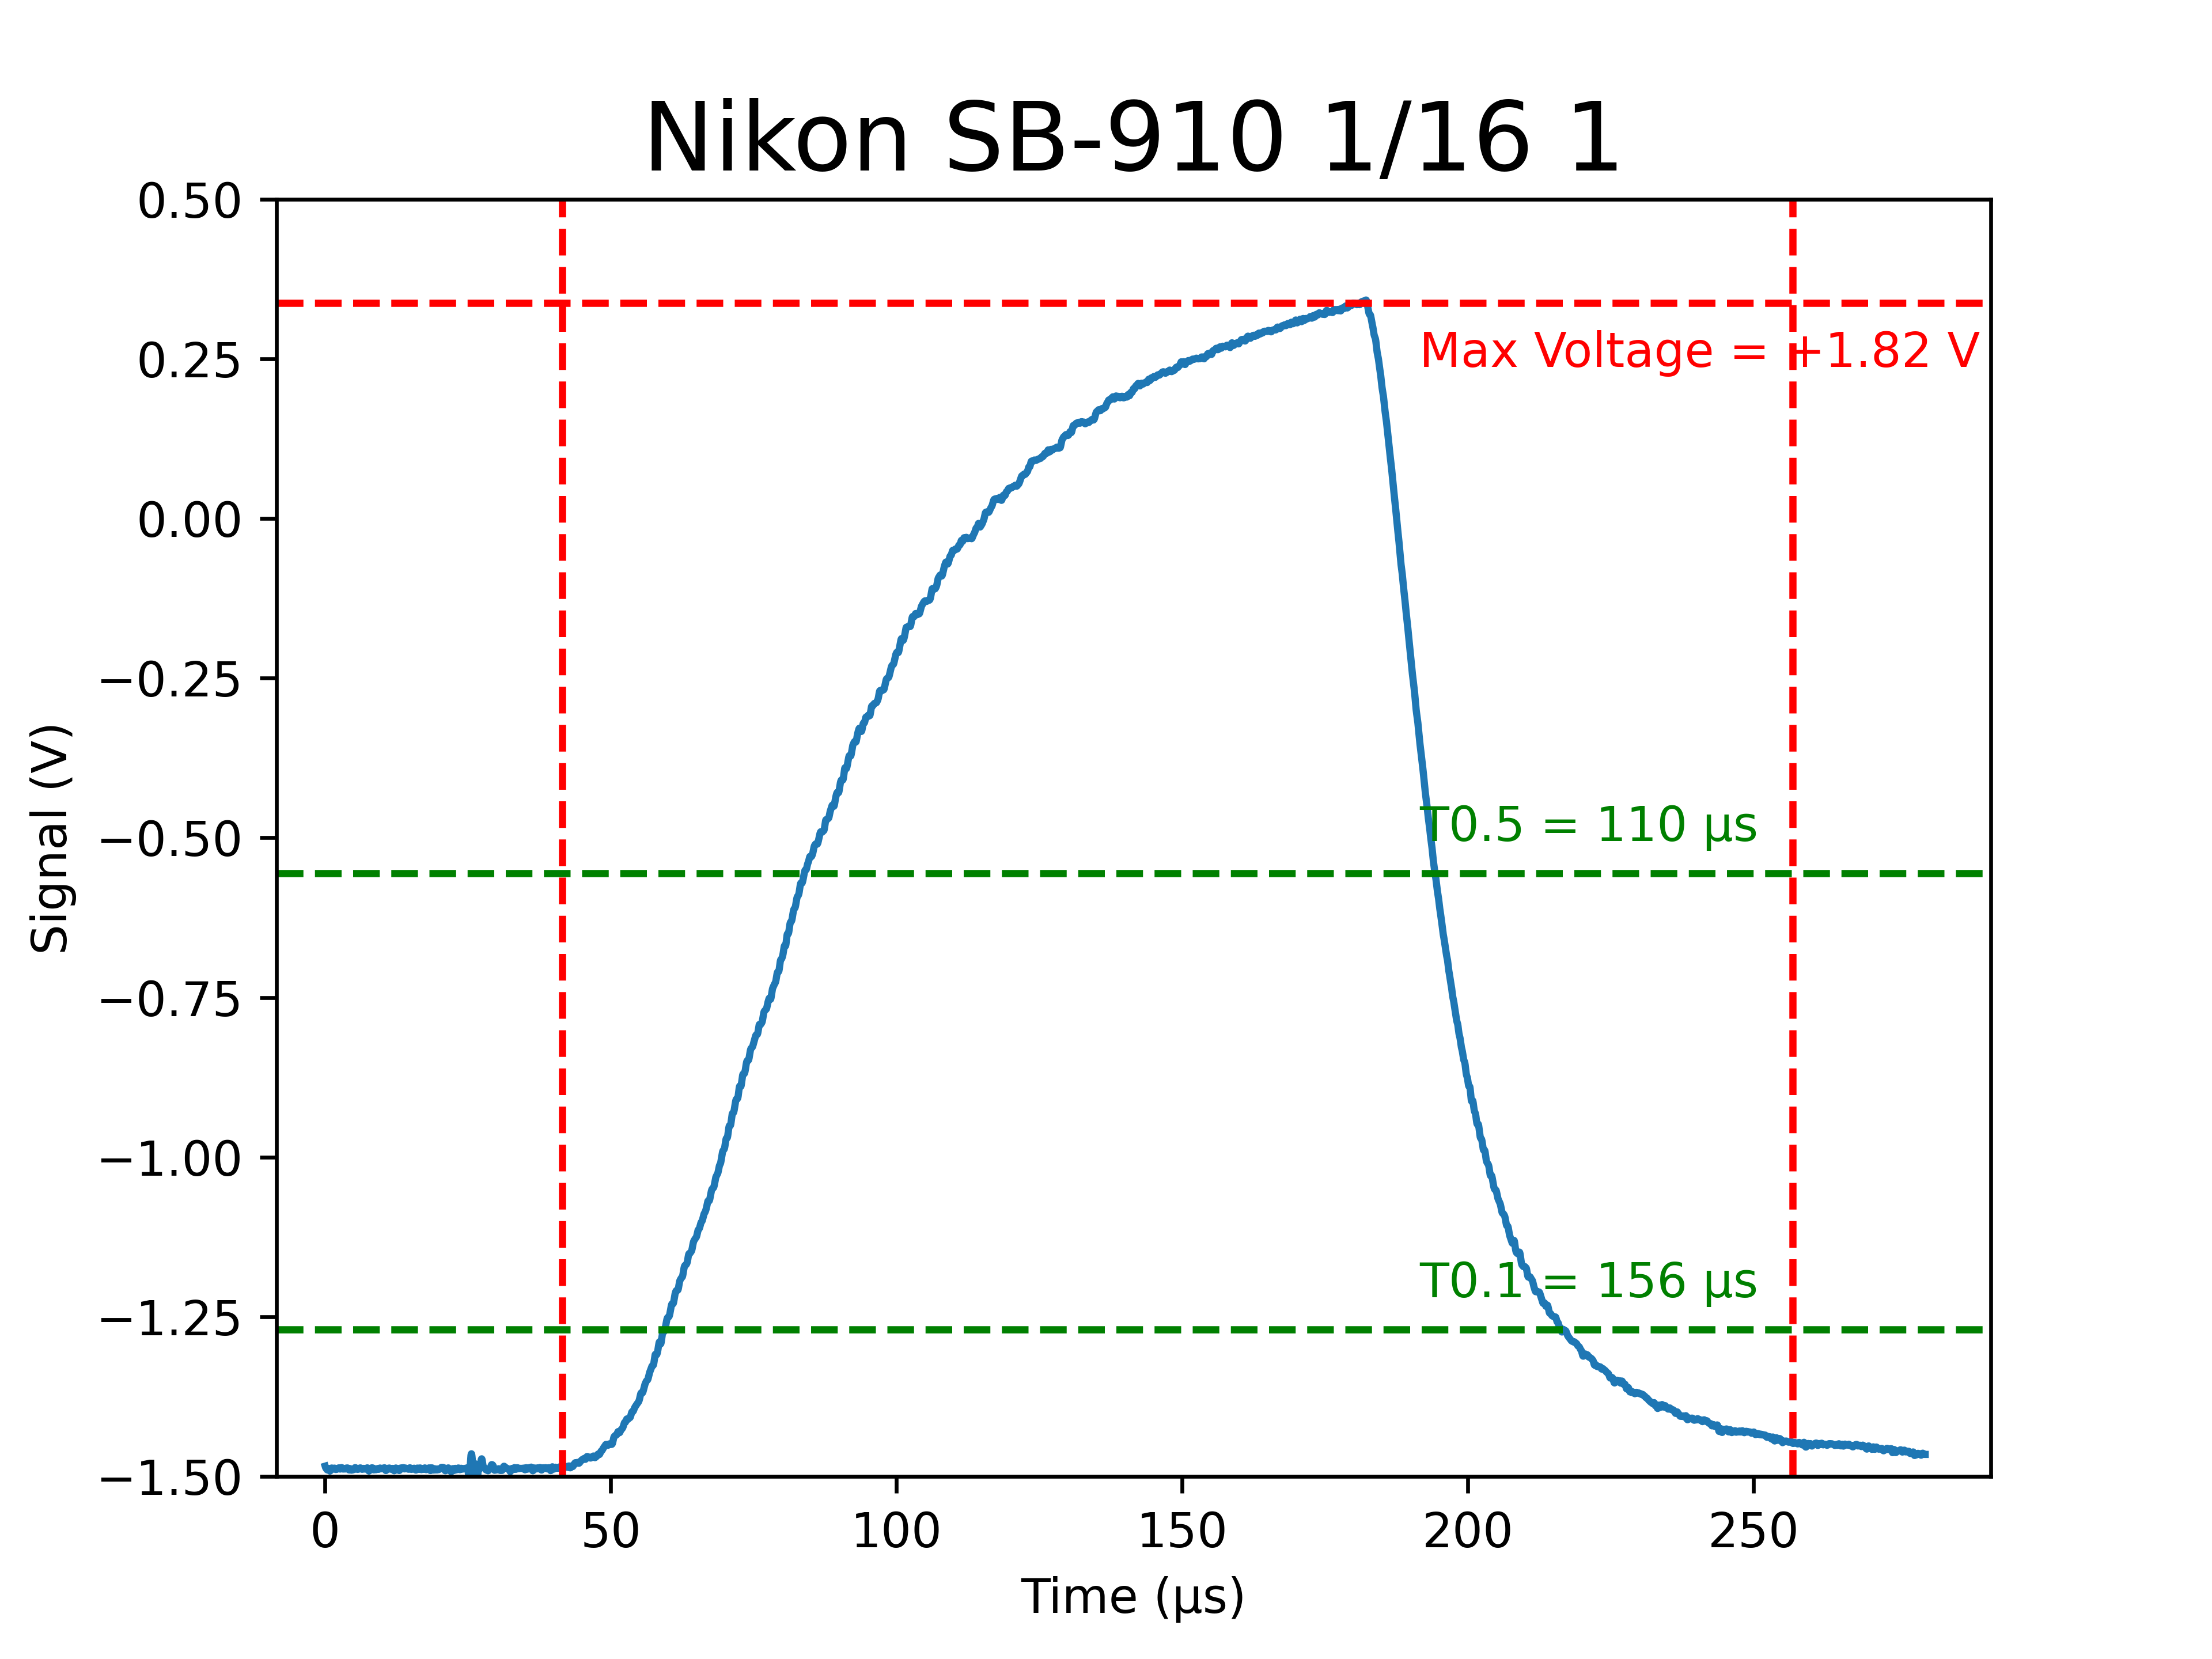 Nikon SB-910 1/16 1
0.50
0.25
0.00
−0.25
−0.50
−0.75
−1.00
−1.25
−1.50
Signal (V)
Max Voltage = +1.82 V
T0.5 = 110 µs
T0.1 = 156 µs
0 50 100 150 200 250
Time (µs)